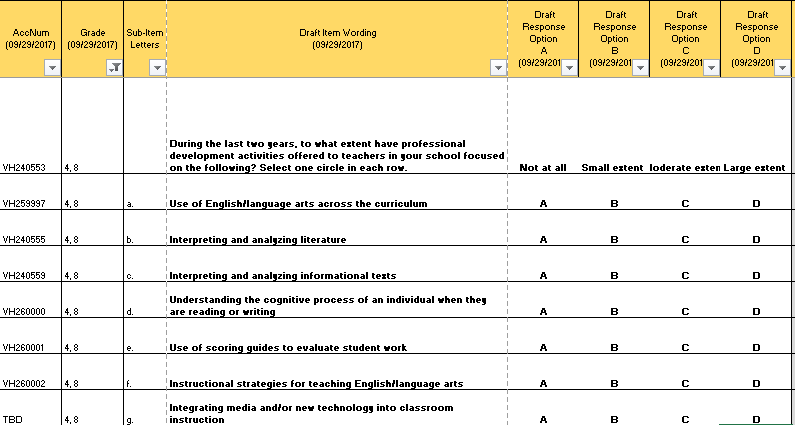 AccNum (09/29/2017) Grade (09/29/2017) Sub-Item Letters Draft Item Wording (09/29/2017) Draft Response Option A (09/29/201 Draft Response Option B (09/29/201 Draft Response Option C (09/29/201 Draft Response Option D (09/29/201
VH240553 4, 8 During the last two years, to what extent have professional development activities offered to teachers in your school focused on the following? Select one circle in each row. Not at all Small extent loderate exten Large extent
VH259997 4, 8 a. Use of English/language arts across the curriculum A B C D
VH240555 4, 8 b. Interpreting and analyzing literature A B C D
VH240559 4, 8 c. Interpreting and analyzing informational texts A B C D
VH260000 4, 8 d. Understanding the cognitive process of an individual when they are reading or writing A B C D
VH260001 4, 8 e. Use of scoring guides to evaluate student work A B C D
VH260002 4, 8 f. Instructional strategies for teaching English/language arts A B C D
TBD 4, 8 g. Integrating media and/or new technology into classroom instruction A B C D